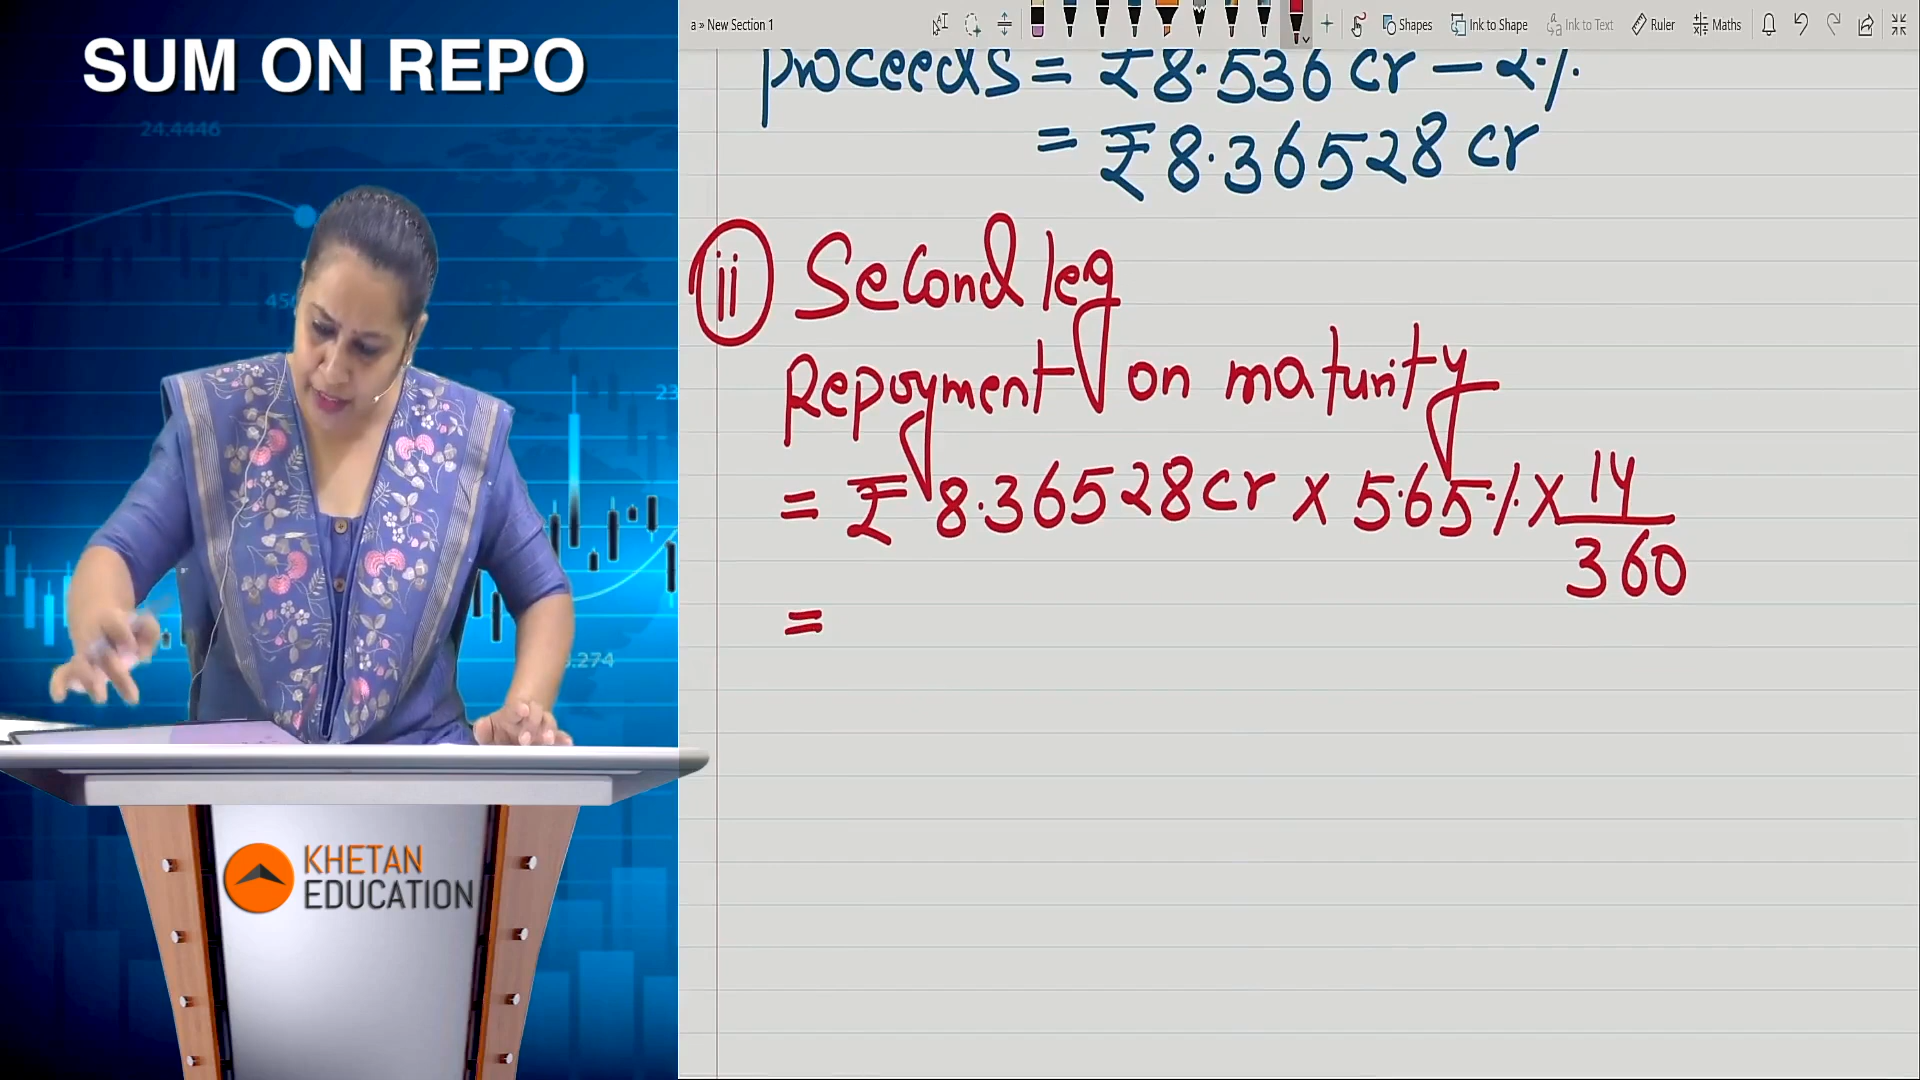 SUM ON REPO
24.4446
KHETAN
EDUCATION
a » New Section 1
Shapes
Ink to Shape
Ink to Text
Ruler
Maths
proceeds = ₹8.536 cr − 2%
= ₹8.36528 cr
ii Second leg
Repayment on maturity
= ₹ 8.36528 cr × 5.65% × 14
360
=